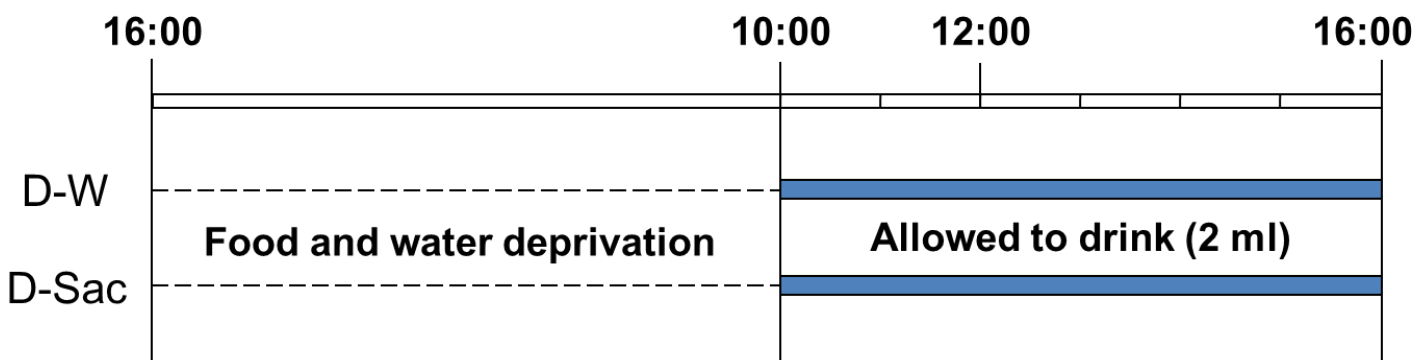 16:00 10:00 12:00 16:00
D-W
Food and water deprivation
Allowed to drink (2 ml)
D-Sac